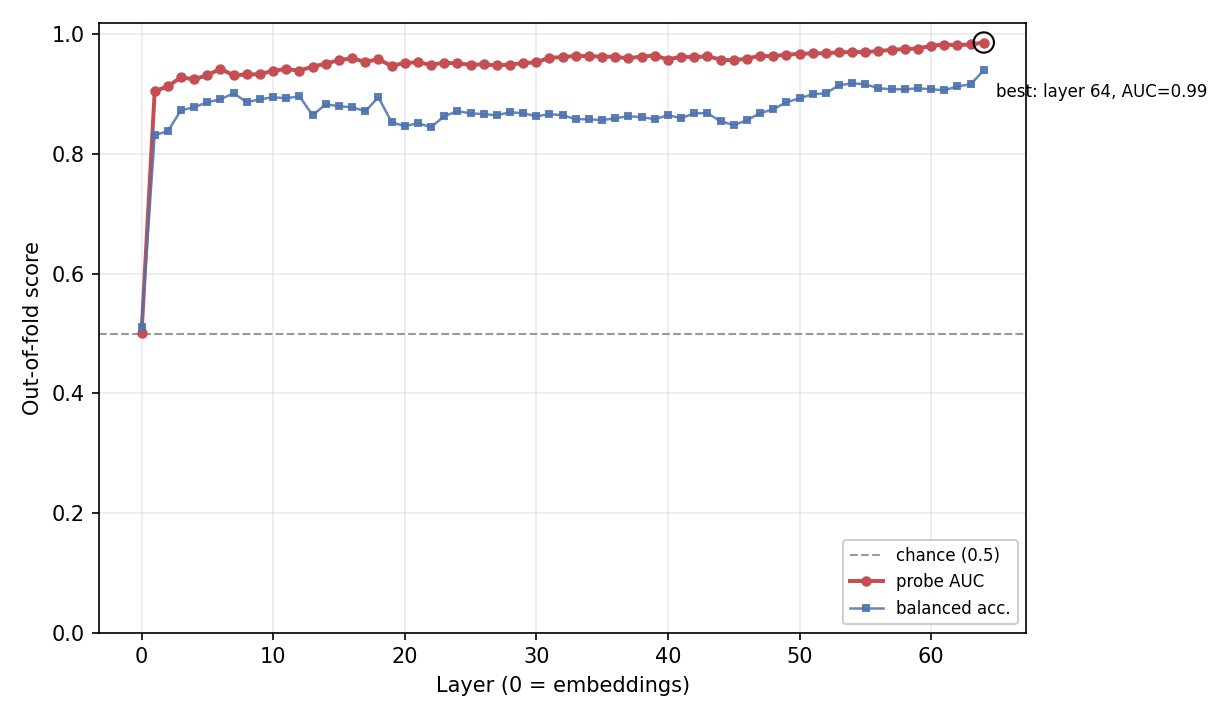 1.0
0.8
0.6
0.4
0.2
0.0
Out-of-fold score
best: layer 64, AUC=0.99
chance (0.5)
probe AUC
balanced acc.
0 10 20 30 40 50 60
Layer (0 = embeddings)